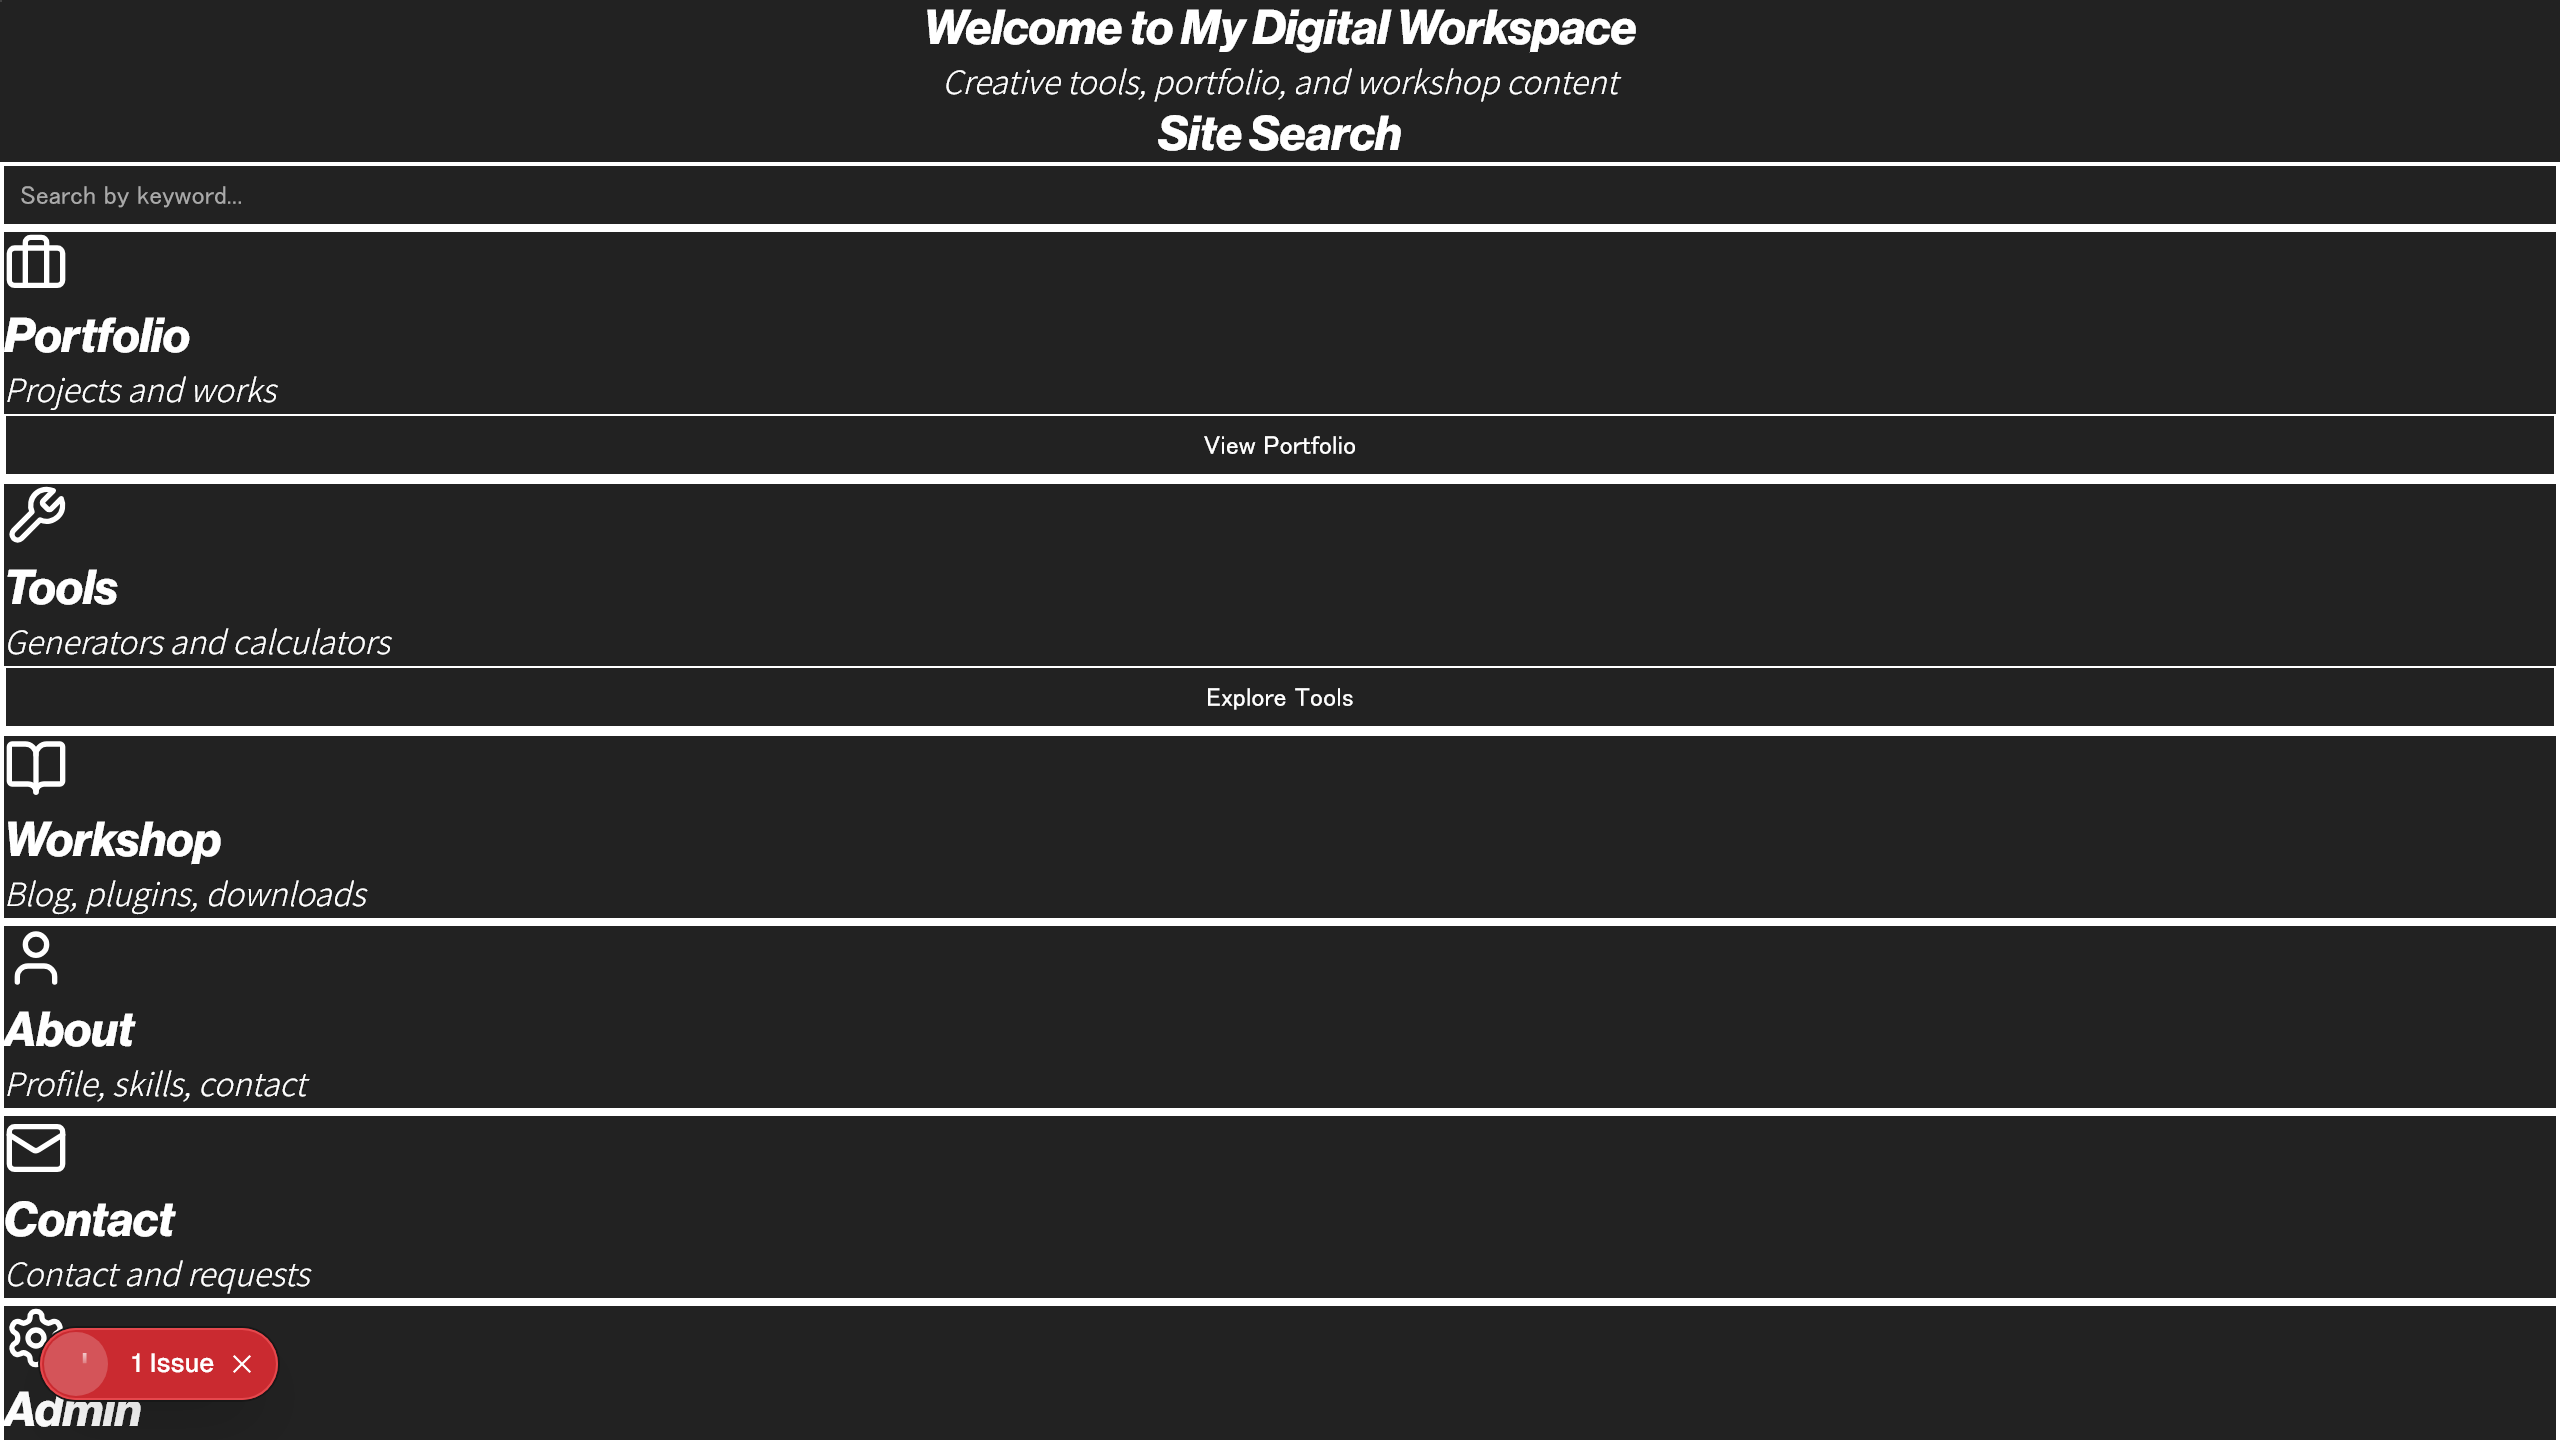 Welcome to My Digital Workspace
Creative tools, portfolio, and workshop content
Site Search
Search by keyword...
Portfolio
Projects and works
View Portfolio
Tools
Generators and calculators
Explore Tools
Workshop
Blog, plugins, downloads
About
Profile, skills, contact
Contact
Contact and requests
1 Issue
Admin